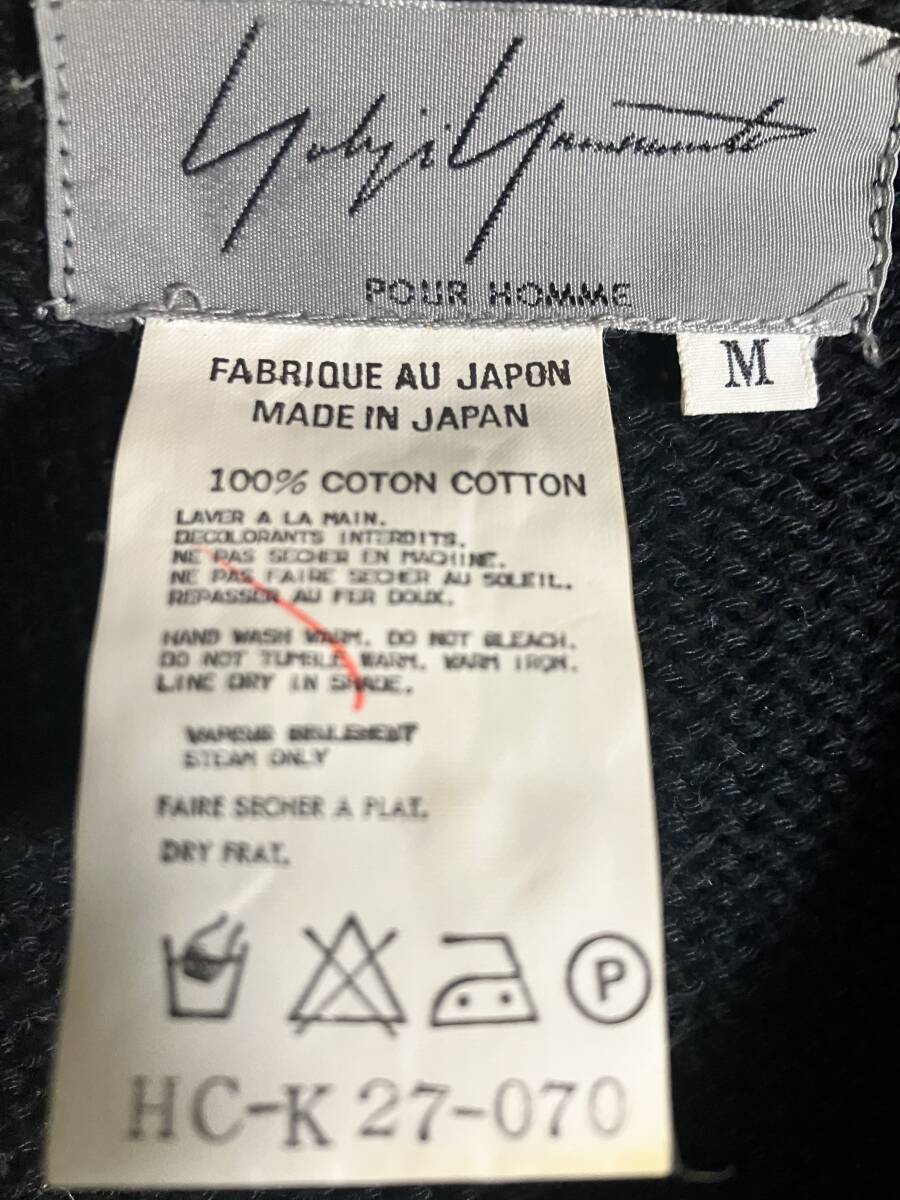 Yohji Yamamoto
POUR HOMME
M
FABRIQUE AU JAPON
MADE IN JAPAN
100% COTON COTTON
LAVER A LA MAIN.
DECOLORANTS INTERDITS.
NE PAS SECHER EN MACHINE.
NE PAS FAIRE SECHER AU SOLEIL.
REPASSER AU FER DOUX.
HAND WASH WARM. DO NOT BLEACH.
DO NOT TUMBLE WARM. WARM IRON.
LINE DRY IN SHADE.
VAPEUR
STEAM ONLY
FAIRE SECHER A PLAT.
DRY FRAT.
P
HC-K 27-070